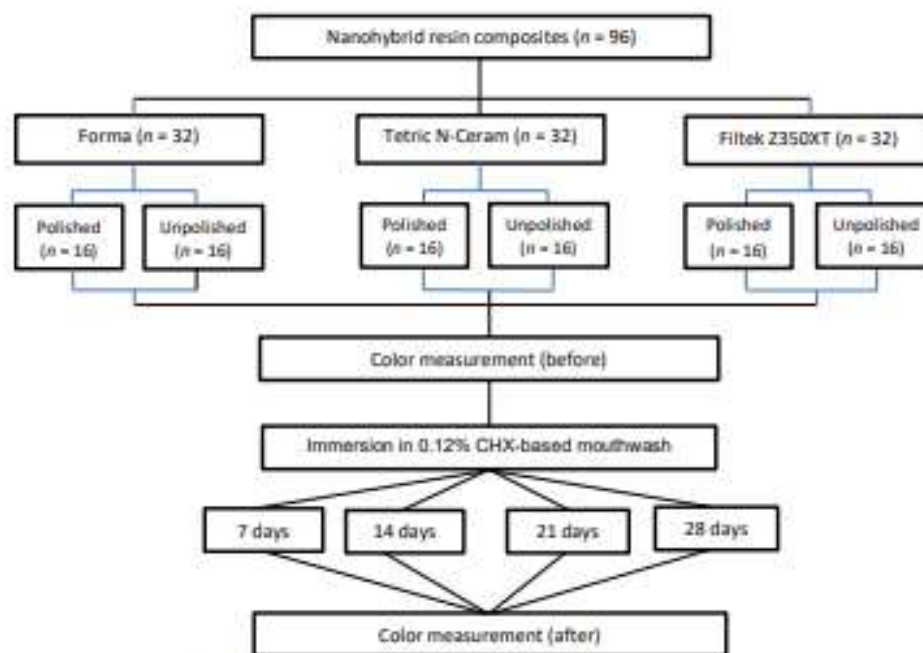 Nanohybrid resin composites (n = 96)
Forma (n = 32)
Tetric N-Ceram (n = 32)
Filtek Z350XT (n = 32)
Polished
(n = 16)
Unpolished
(n = 16)
Polished
(n = 16)
Unpolished
(n = 16)
Polished
(n = 16)
Unpolished
(n = 16)
Color measurement (before)
Immersion in 0.12% CHX-based mouthwash
7 days
14 days
21 days
28 days
Color measurement (after)